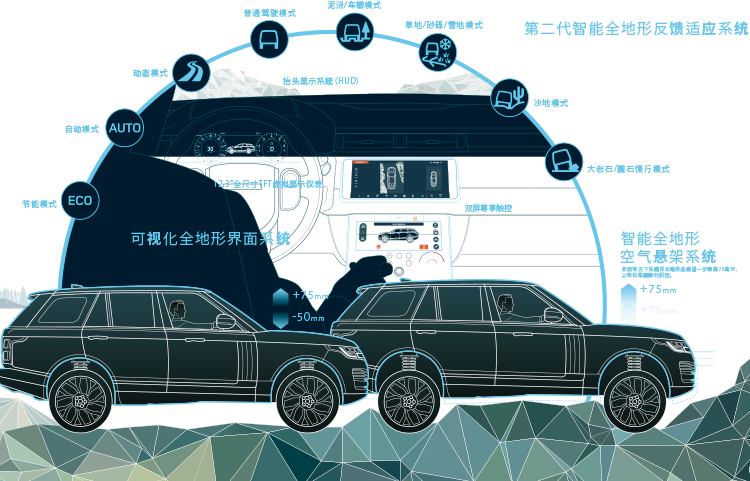 泥沼/车辙模式
普通驾驶模式
草地/砂砾/雪地模式
第二代智能全地形反馈适应系统
动态模式
抬头显示系统 (HUD)
沙地模式
自动模式
AUTO
大岩石/圆石慢行模式
12.3"全尺寸TFT虚拟显示仪表
节能模式
ECO
双屏尊享触控
可视化全地形界面系统
智能全地形
空气悬架系统
+75mm
-50mm
+75mm
+75mm